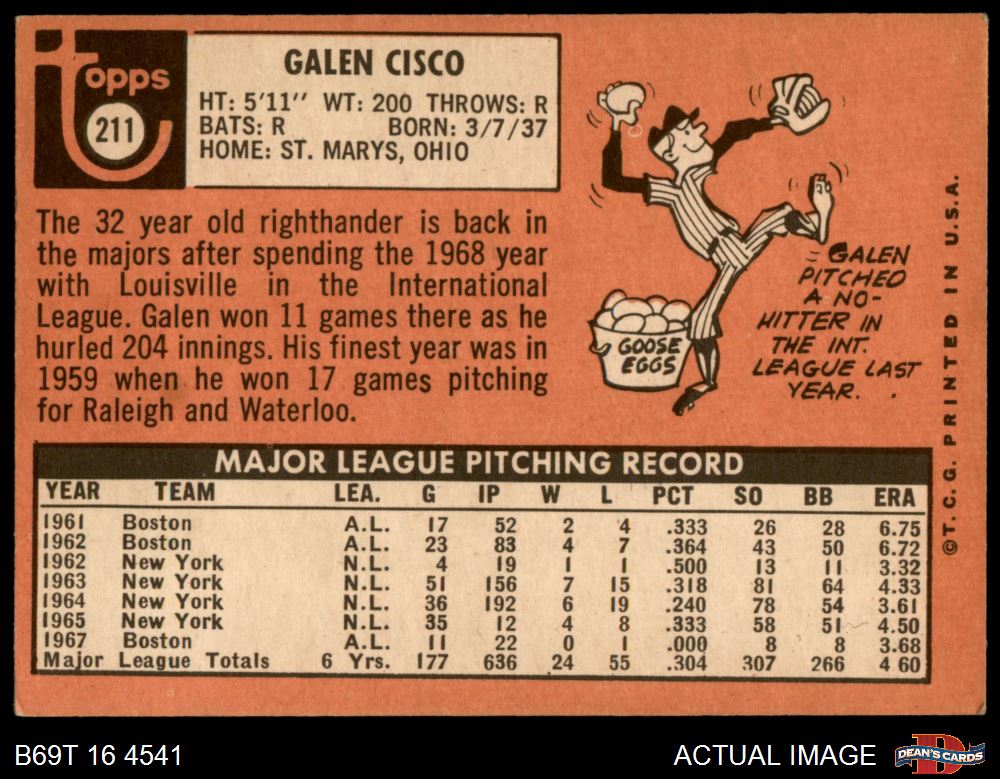 topps
211
GALEN CISCO
HT: 5'11" WT: 200 THROWS: R
BATS: R BORN: 3/7/37
HOME: ST. MARYS, OHIO
The 32 year old righthander is back in
the majors after spending the 1968 year
with Louisville in the International
League. Galen won 11 games there as he
hurled 204 innings. His finest year was in
1959 when he won 17 games pitching
for Raleigh and Waterloo.
GOOSE
EGGS
GALEN
PITCHED
A NO-
HITTER IN
THE INT.
LEAGUE LAST
YEAR.
©T.C.G. PRINTED IN U.S.A.
MAJOR LEAGUE PITCHING RECORD
YEAR TEAM LEA. G IP W L PCT SO BB ERA
1961 Boston A.L. 17 52 2 4 .333 26 28 6.75
1962 Boston A.L. 23 83 4 7 .364 43 50 6.72
1962 New York N.L. 4 19 1 1 .500 13 11 3.32
1963 New York N.L. 51 156 7 15 .318 81 64 4.33
1964 New York N.L. 36 192 6 19 .240 78 54 3.61
1965 New York N.L. 35 12 4 8 .333 58 51 4.50
1967 Boston A.L. 11 22 0 1 .000 8 8 3.68
Major League Totals 6 Yrs. 177 636 24 55 .304 307 266 4 60
B69T 16 4541
ACTUAL IMAGE
DEAN'S CARDS